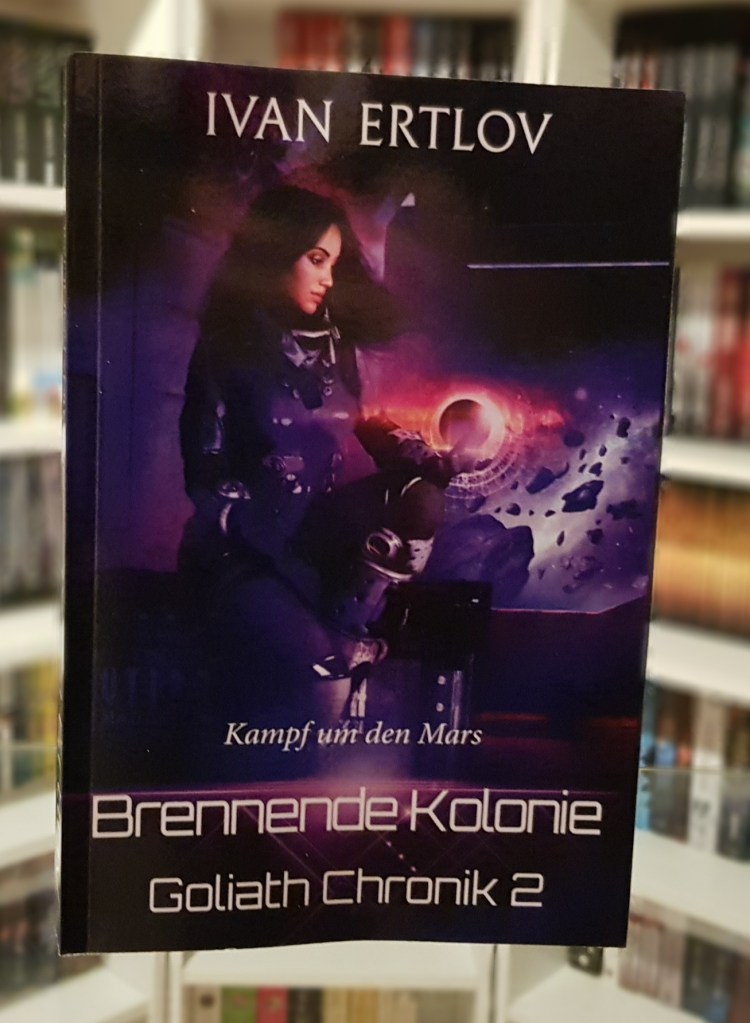 IVAN ERTLOV
Kampf um den Mars
Brennende Kolonie
Goliath Chronik 2